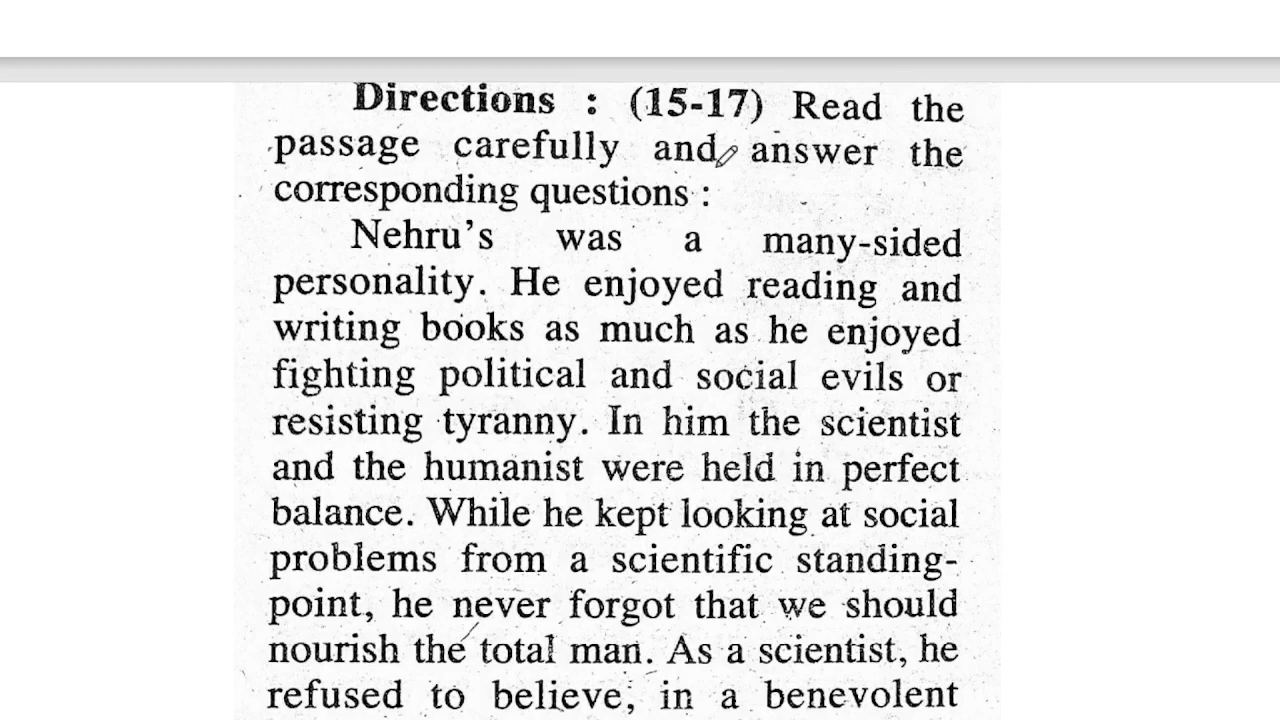 Directions : (15-17) Read the
passage carefully and answer the
corresponding questions :
Nehru's was a many-sided
personality. He enjoyed reading and
writing books as much as he enjoyed
fighting political and social evils or
resisting tyranny. In him the scientist
and the humanist were held in perfect
balance. While he kept looking at social
problems from a scientific standing-
point, he never forgot that we should
nourish the total man. As a scientist, he
refused to believe, in a benevolent